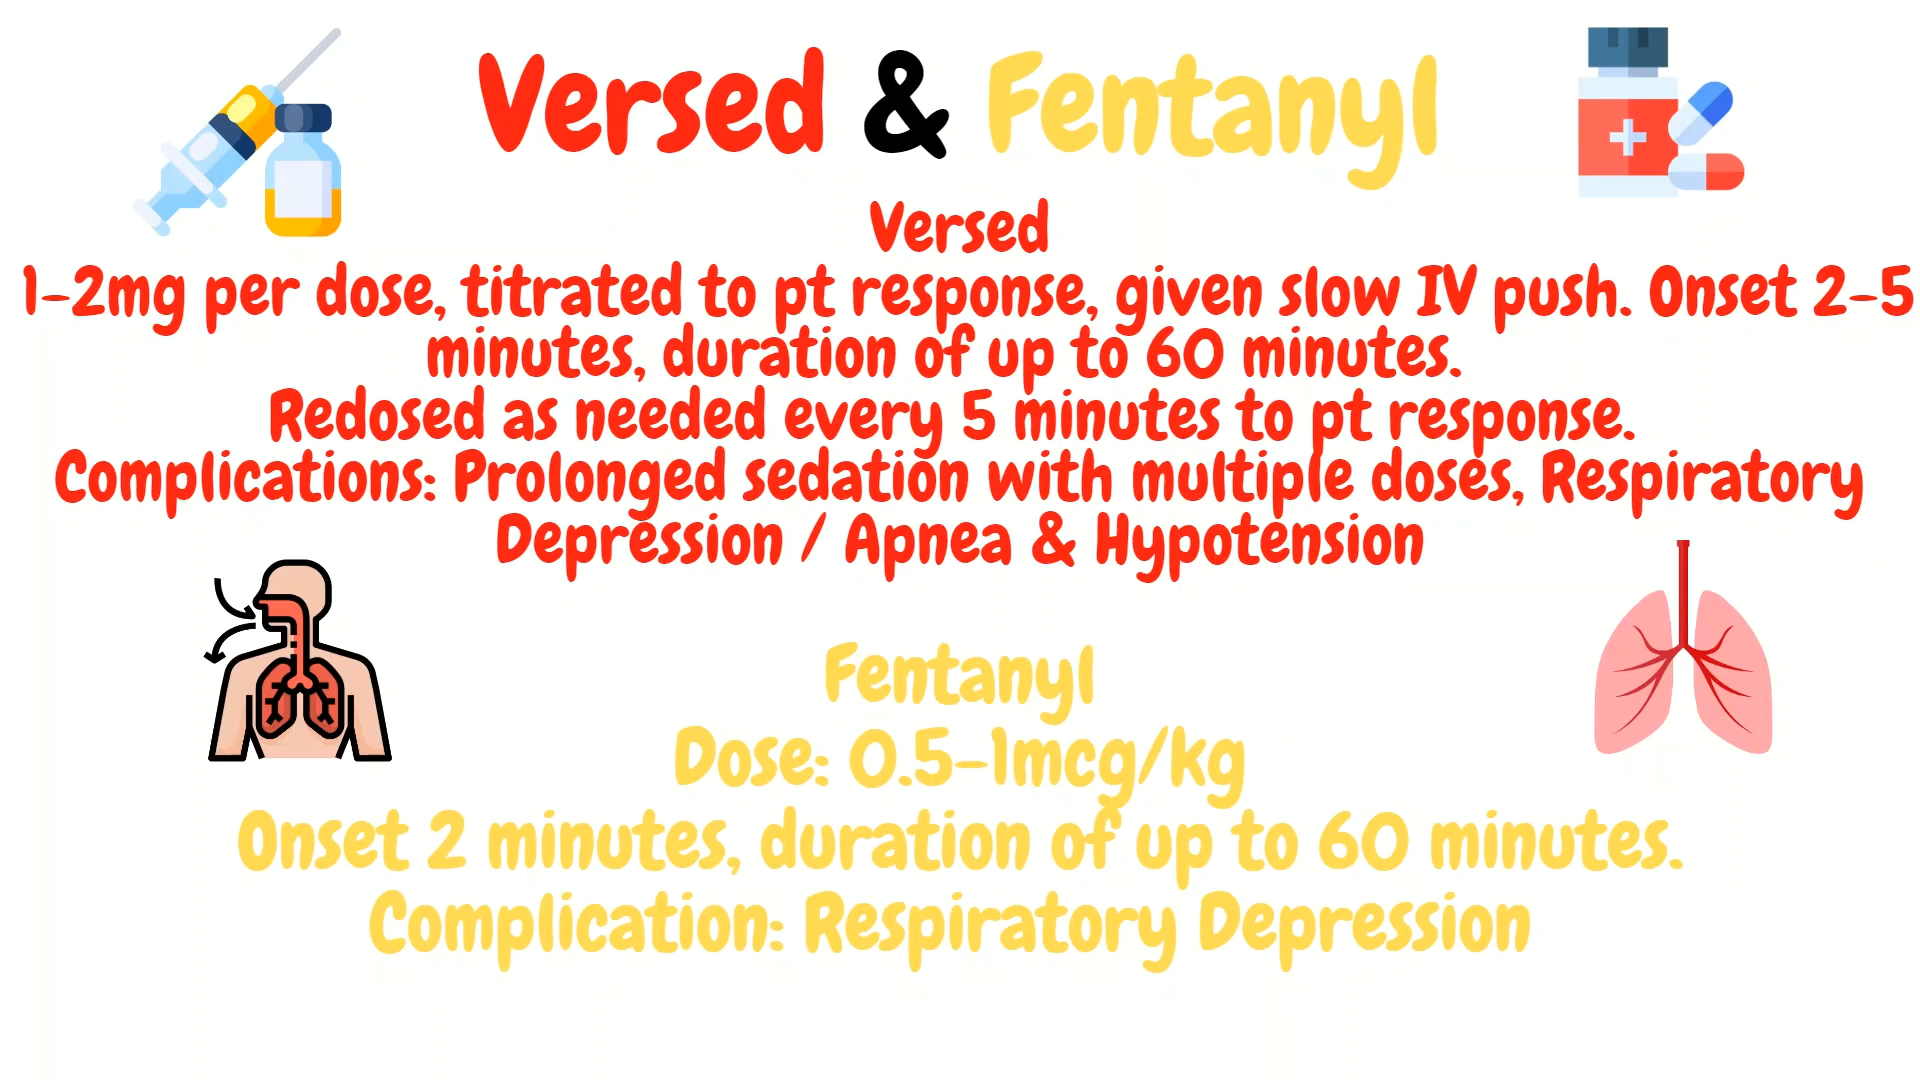 Versed & Fentanyl
Versed
1-2mg per dose, titrated to pt response, given slow IV push. Onset 2-5
minutes, duration of up to 60 minutes.
Redosed as needed every 5 minutes to pt response.
Complications: Prolonged sedation with multiple doses, Respiratory
Depression / Apnea & Hypotension
Fentanyl
Dose: 0.5-1mcg/kg
Onset 2 minutes, duration of up to 60 minutes.
Complication: Respiratory Depression